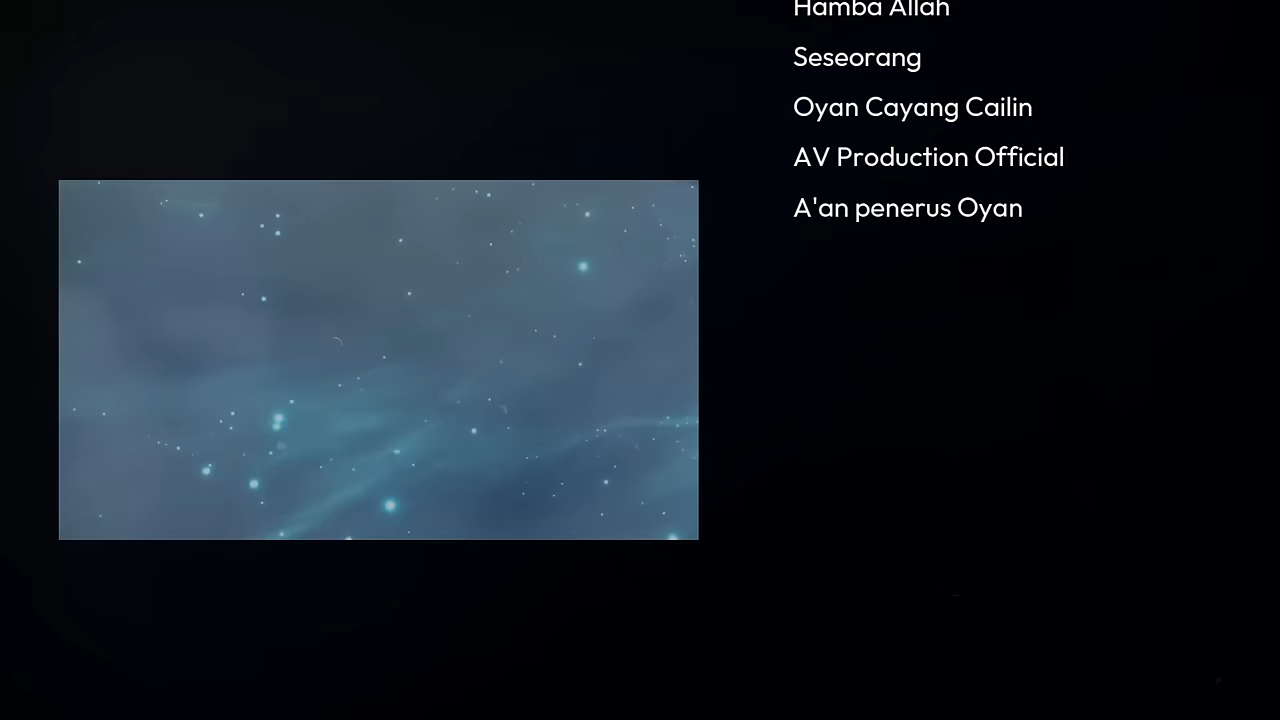 Hamba Allah
Seseorang
Oyan Cayang Cailin
AV Production Official
A'an penerus Oyan